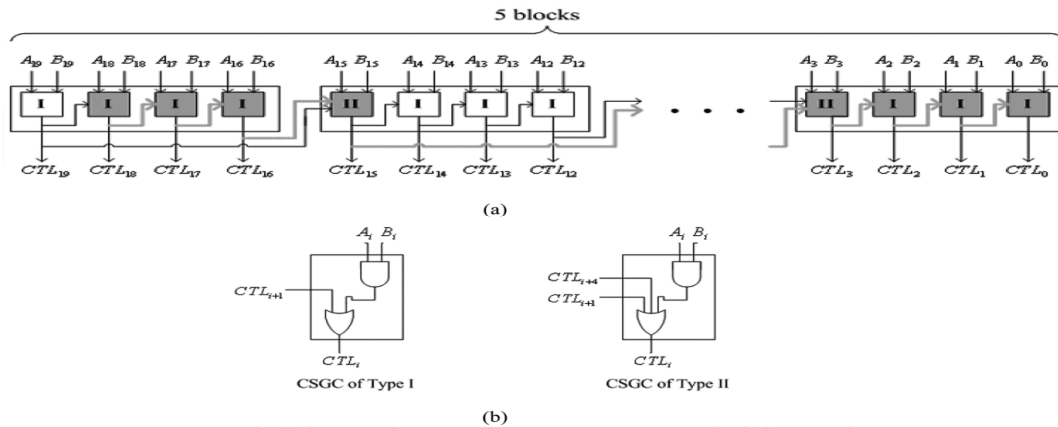 5 blocks
A19 B19 A18 B18 A17 B17 A16 B16 A15 B15 A14 B14 A13 B13 A12 B12 A3 B3 A2 B2 A1 B1 A0 B0
I I I I II I I I • • • II I I I
CTL19 CTL18 CTL17 CTL16 CTL15 CTL14 CTL13 CTL12 CTL3 CTL2 CTL1 CTL0
(a)
Ai Bi Ai Bi
CTLi+4
CTLi+1 CTLi+1
CTLi CTLi
CSGC of Type I CSGC of Type II
(b)